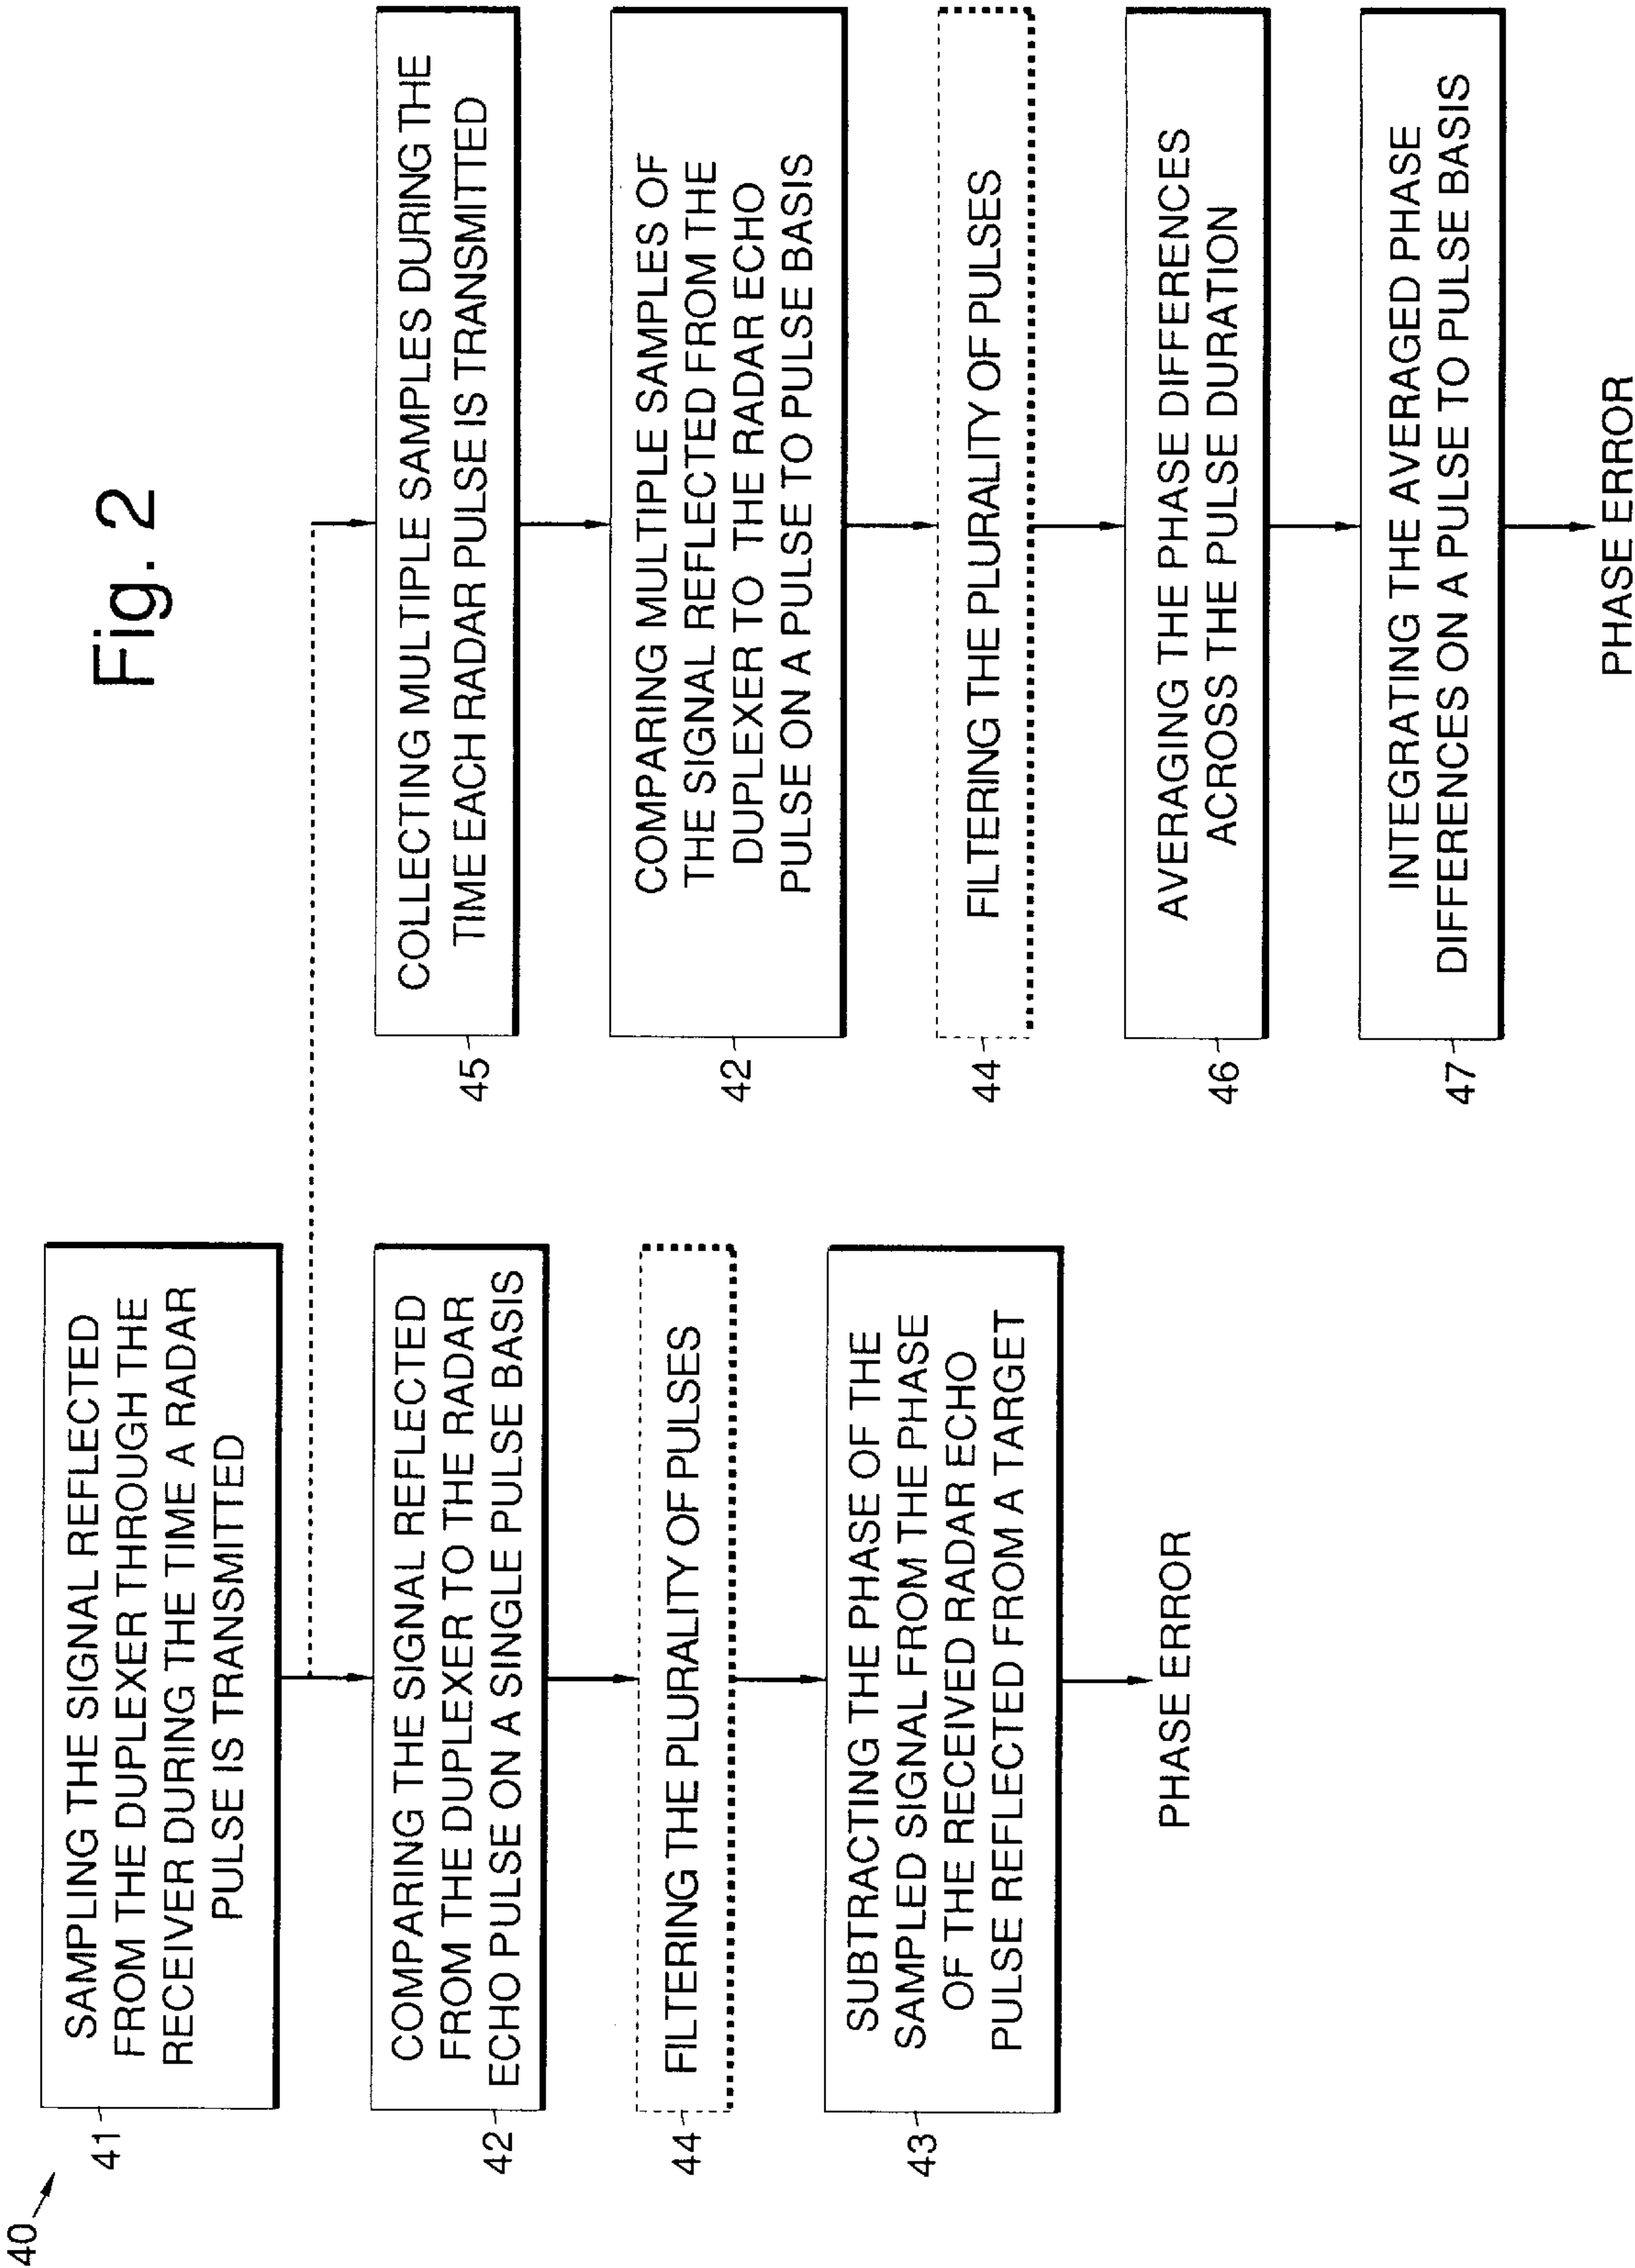 Fig. 2
40
41
SAMPLING THE SIGNAL REFLECTED
FROM THE DUPLEXER THROUGH THE
RECEIVER DURING THE TIME A RADAR
PULSE IS TRANSMITTED
42
COMPARING THE SIGNAL REFLECTED
FROM THE DUPLEXER TO THE RADAR
ECHO PULSE ON A SINGLE PULSE BASIS
44
FILTERING THE PLURALITY OF PULSES
43
SUBTRACTING THE PHASE OF THE
SAMPLED SIGNAL FROM THE PHASE
OF THE RECEIVED RADAR ECHO
PULSE REFLECTED FROM A TARGET
PHASE ERROR
45
COLLECTING MULTIPLE SAMPLES DURING THE
TIME EACH RADAR PULSE IS TRANSMITTED
42
COMPARING MULTIPLE SAMPLES OF
THE SIGNAL REFLECTED FROM THE
DUPLEXER TO THE RADAR ECHO
PULSE ON A PULSE TO PULSE BASIS
44
FILTERING THE PLURALITY OF PULSES
46
AVERAGING THE PHASE DIFFERENCES
ACROSS THE PULSE DURATION
47
INTEGRATING THE AVERAGED PHASE
DIFFERENCES ON A PULSE TO PULSE BASIS
PHASE ERROR